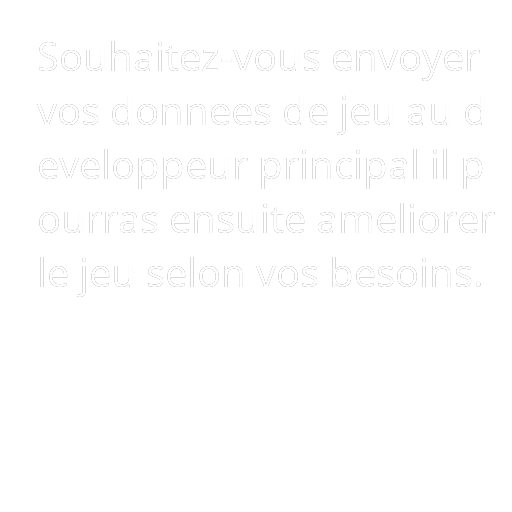 Souhaitez-vous envoyer
vos donnees de jeu au d
eveloppeur principal il p
ourras ensuite ameliorer
le jeu selon vos besoins.